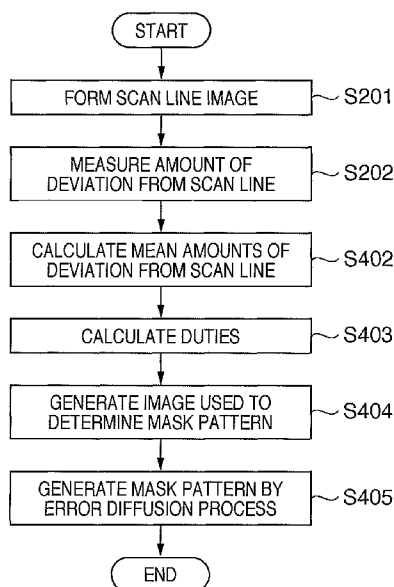 START
FORM SCAN LINE IMAGE
S201
MEASURE AMOUNT OF
DEVIATION FROM SCAN LINE
S202
CALCULATE MEAN AMOUNTS OF
DEVIATION FROM SCAN LINE
S402
CALCULATE DUTIES
S403
GENERATE IMAGE USED TO
DETERMINE MASK PATTERN
S404
GENERATE MASK PATTERN BY
ERROR DIFFUSION PROCESS
S405
END